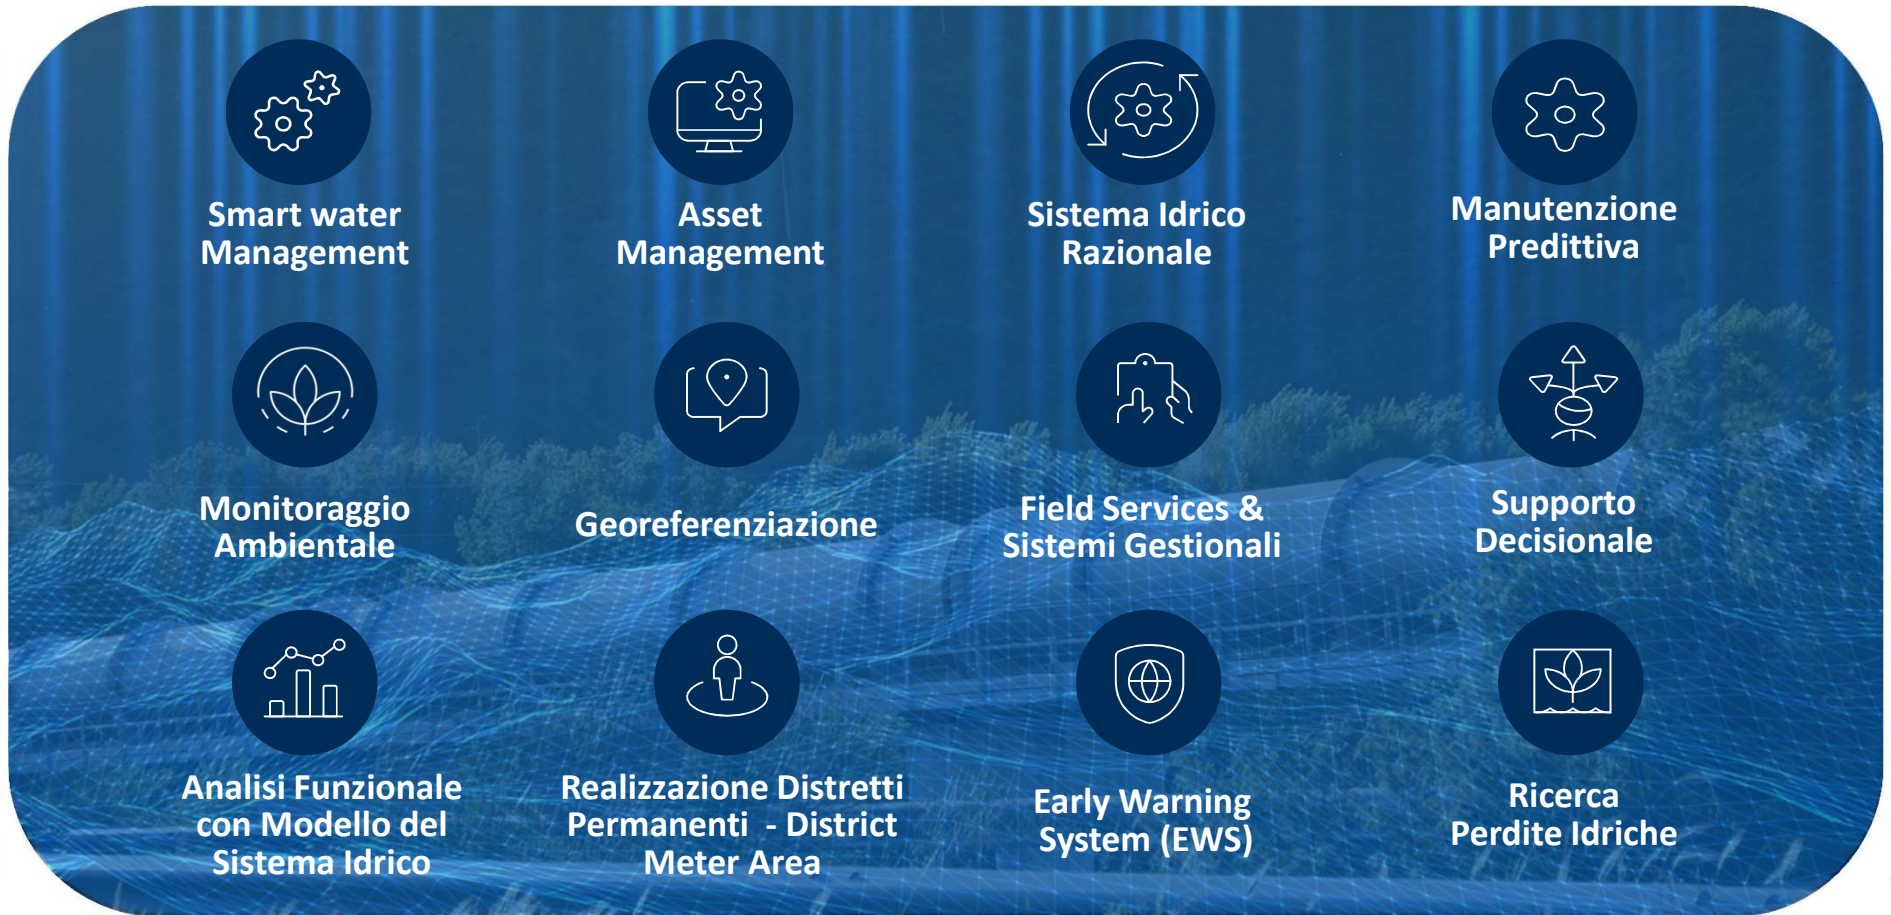 Smart water
Management
Asset
Management
Sistema Idrico
Razionale
Manutenzione
Predittiva
Monitoraggio
Ambientale
Georeferenziazione
Field Services &
Sistemi Gestionali
Supporto
Decisionale
Analisi Funzionale
con Modello del
Sistema Idrico
Realizzazione Distretti
Permanenti  - District
Meter Area
Early Warning
System (EWS)
Ricerca
Perdite Idriche